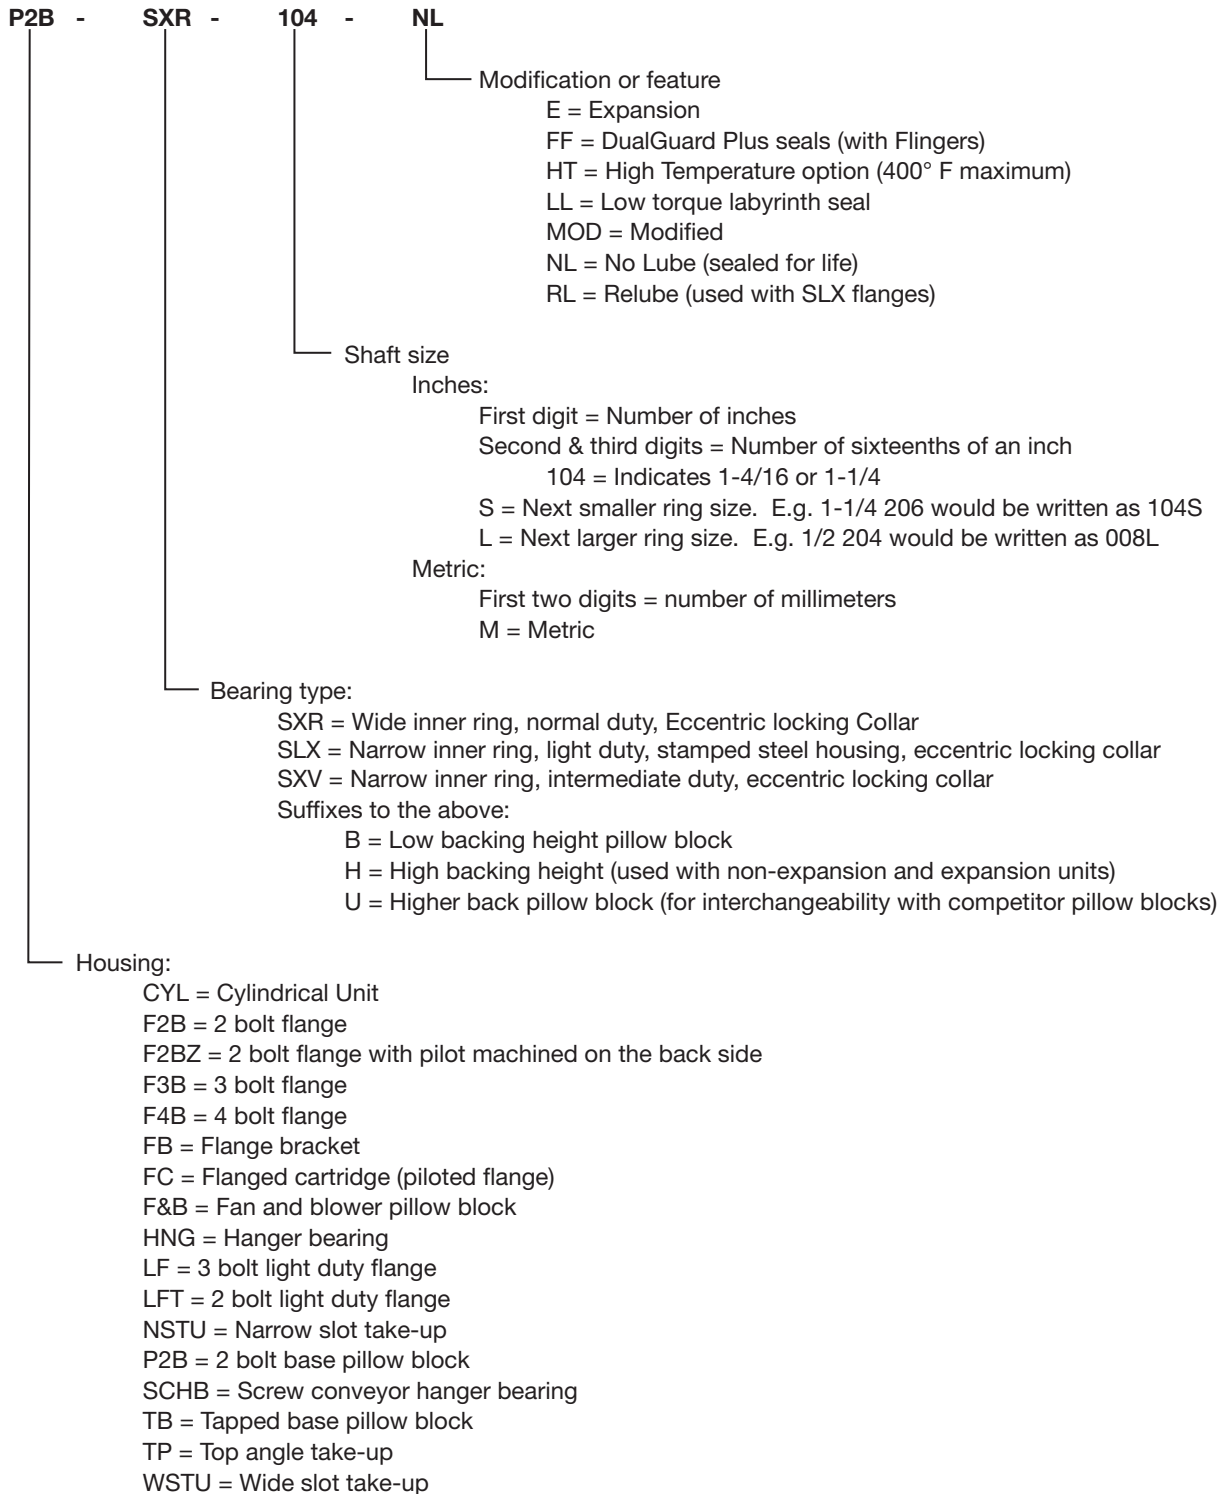 P2B - SXR - 104 - NL
Modification or feature
E = Expansion
FF = DualGuard Plus seals (with Flingers)
HT = High Temperature option (400° F maximum)
LL = Low torque labyrinth seal
MOD = Modified
NL = No Lube (sealed for life)
RL = Relube (used with SLX flanges)
Shaft size
Inches:
First digit = Number of inches
Second & third digits = Number of sixteenths of an inch
104 = Indicates 1-4/16 or 1-1/4
S = Next smaller ring size.  E.g. 1-1/4 206 would be written as 104S
L = Next larger ring size.  E.g. 1/2 204 would be written as 008L
Metric:
First two digits = number of millimeters
M = Metric
Bearing type:
SXR = Wide inner ring, normal duty, Eccentric locking Collar
SLX = Narrow inner ring, light duty, stamped steel housing, eccentric locking collar
SXV = Narrow inner ring, intermediate duty, eccentric locking collar
Suffixes to the above:
B = Low backing height pillow block
H = High backing height (used with non-expansion and expansion units)
U = Higher back pillow block (for interchangeability with competitor pillow blocks)
Housing:
CYL = Cylindrical Unit
F2B = 2 bolt flange
F2BZ = 2 bolt flange with pilot machined on the back side
F3B = 3 bolt flange
F4B = 4 bolt flange
FB = Flange bracket
FC = Flanged cartridge (piloted flange)
F&B = Fan and blower pillow block
HNG = Hanger bearing
LF = 3 bolt light duty flange
LFT = 2 bolt light duty flange
NSTU = Narrow slot take-up
P2B = 2 bolt base pillow block
SCHB = Screw conveyor hanger bearing
TB = Tapped base pillow block
TP = Top angle take-up
WSTU = Wide slot take-up